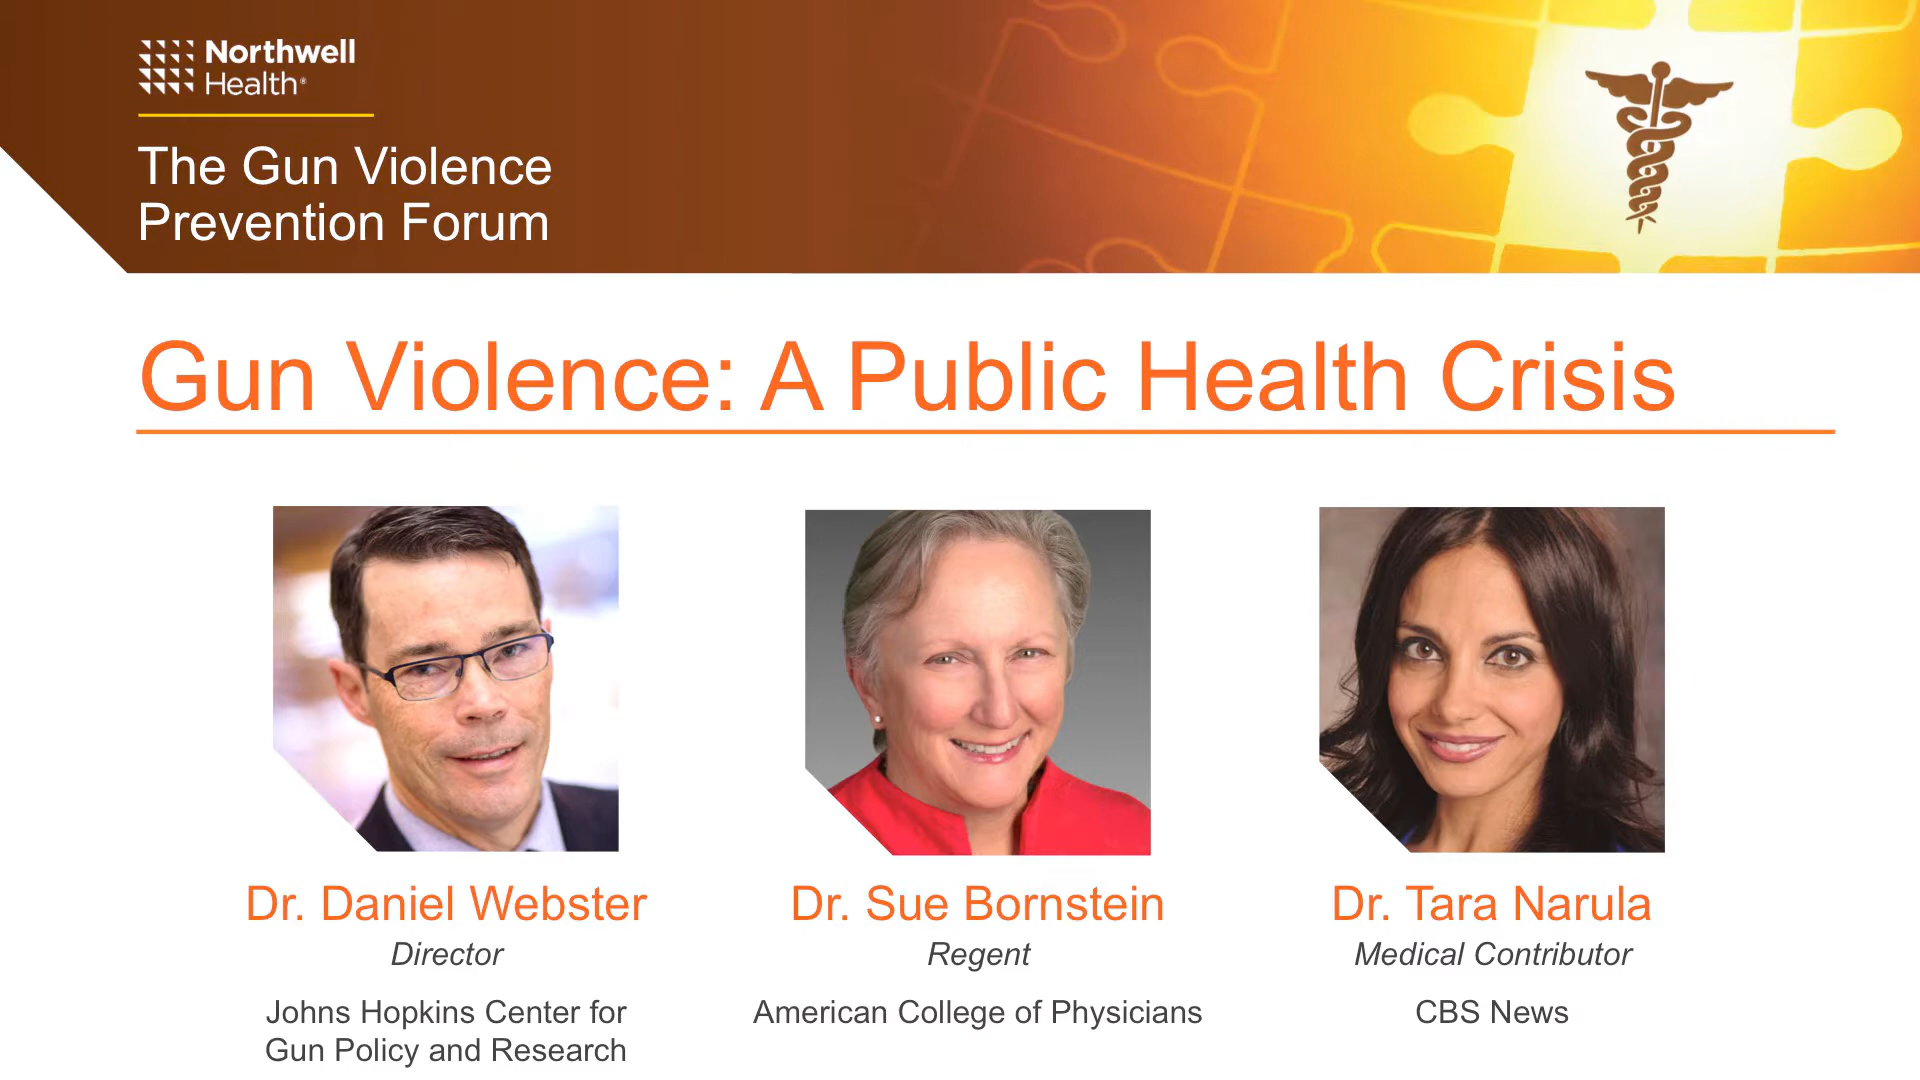 Northwell
Health®
The Gun Violence
Prevention Forum
Gun Violence: A Public Health Crisis
Dr. Daniel Webster
Director
Johns Hopkins Center for
Gun Policy and Research
Dr. Sue Bornstein
Regent
American College of Physicians
Dr. Tara Narula
Medical Contributor
CBS News